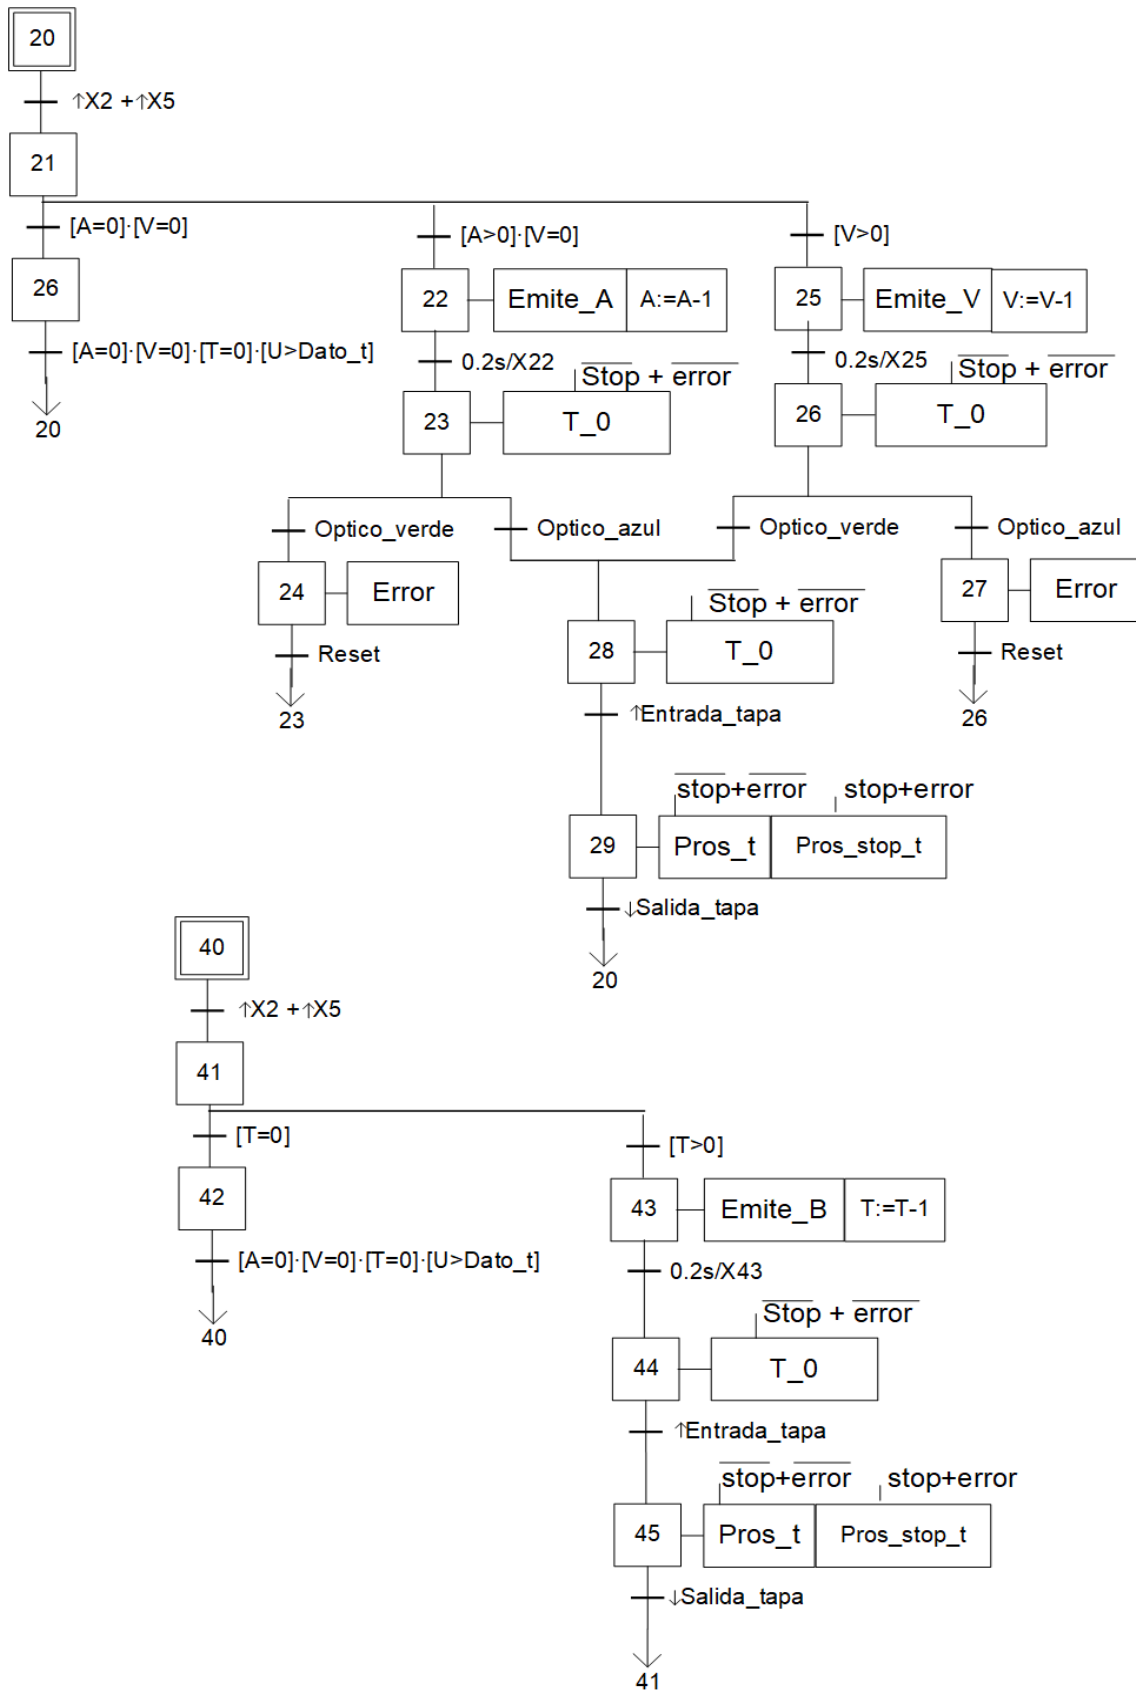 20
↑X2 +↑X5
21
[A=0]·[V=0]
[A>0]·[V=0]
[V>0]
26
22
Emite_A
A:=A-1
25
Emite_V
V:=V-1
[A=0]·[V=0]·[T=0]·[U>Dato_t]
0.2s/X22
Stop + error
0.2s/X25
Stop + error
20
23
T_0
26
T_0
Optico_verde
Optico_azul
Optico_verde
Optico_azul
24
Error
Stop + error
27
Error
Reset
28
T_0
Reset
23
↑Entrada_tapa
26
stop+error
stop+error
29
Pros_t
Pros_stop_t
↓Salida_tapa
20
40
↑X2 +↑X5
41
[T=0]
[T>0]
42
43
Emite_B
T:=T-1
[A=0]·[V=0]·[T=0]·[U>Dato_t]
0.2s/X43
40
Stop + error
44
T_0
↑Entrada_tapa
stop+error
stop+error
45
Pros_t
Pros_stop_t
↓Salida_tapa
41